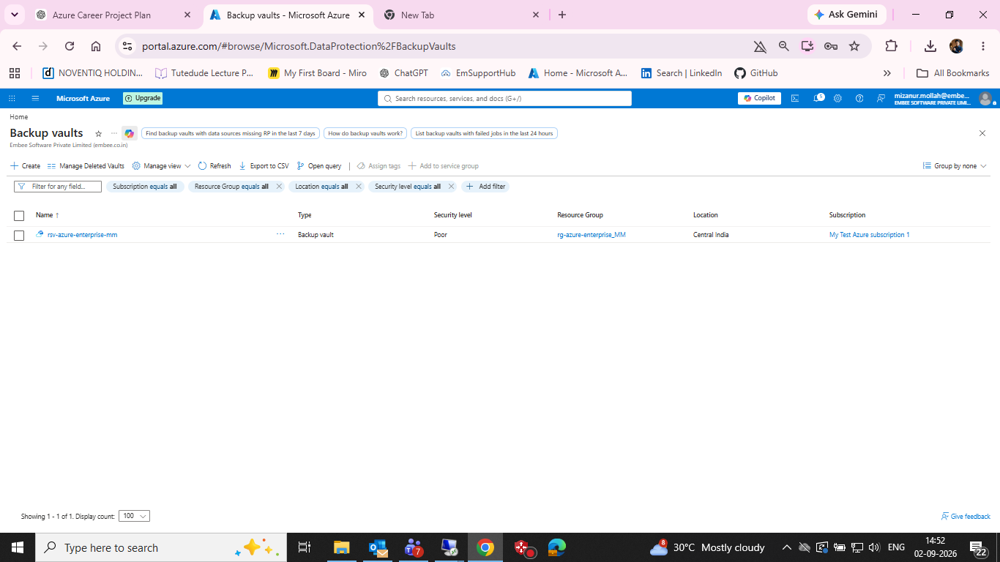 Azure Career Project Plan
Backup vaults - Microsoft Azure
New Tab
Ask Gemini
portal.azure.com/#browse/Microsoft.DataProtection%2FBackupVaults
NOVENTIQ HOLDIN...
Tutedude Lecture P...
My First Board - Miro
ChatGPT
EmSupportHub
Home - Microsoft A...
Search | LinkedIn
GitHub
All Bookmarks
Microsoft Azure
Upgrade
Search resources, services, and docs (G+/)
Copilot
5
mizanur.mollah@embe...
EMBEE SOFTWARE PRIVATE LIMI...
Home
Backup vaults
Find backup vaults with data sources missing RP in the last 7 days
How do backup vaults work?
List backup vaults with failed jobs in the last 24 hours
Embee Software Private Limited (embee.co.in)
Create
Manage Deleted Vaults
Manage view
Refresh
Export to CSV
Open query
Assign tags
Add to service group
Group by none
Filter for any field...
Subscription equals all
Resource Group equals all
Location equals all
Security level equals all
Add filter
Name ↑
Type
Security level
Resource Group
Location
Subscription
rsv-azure-enterprise-mm
Backup vault
Poor
rg-azure-enterprise_MM
Central India
My Test Azure subscription 1
Showing 1 - 1 of 1. Display count:
100
Give feedback
Type here to search
7
8
30°C Mostly cloudy
ENG
14:52
02-09-2026
22